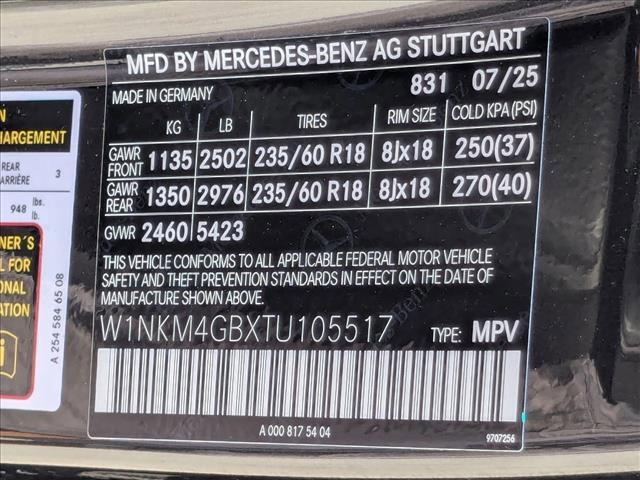 MFD BY MERCEDES-BENZ AG STUTTGART
831 07/25
MADE IN GERMANY
KG LB TIRES RIM SIZE COLD KPA (PSI)
GAWR FRONT 1135 2502 235/60 R18 8Jx18 250(37)
GAWR REAR 1350 2976 235/60 R18 8Jx18 270(40)
GVWR 2460 5423
THIS VEHICLE CONFORMS TO ALL APPLICABLE FEDERAL MOTOR VEHICLE
SAFETY AND THEFT PREVENTION STANDARDS IN EFFECT ON THE DATE
OF MANUFACTURE SHOWN ABOVE.
W1NKM4GBXTU105517 TYPE: MPV
A 000 817 54 04
9707256
REAR
ARRIÈRE 3
948 lbs.
lb.
A 254 584 65 08